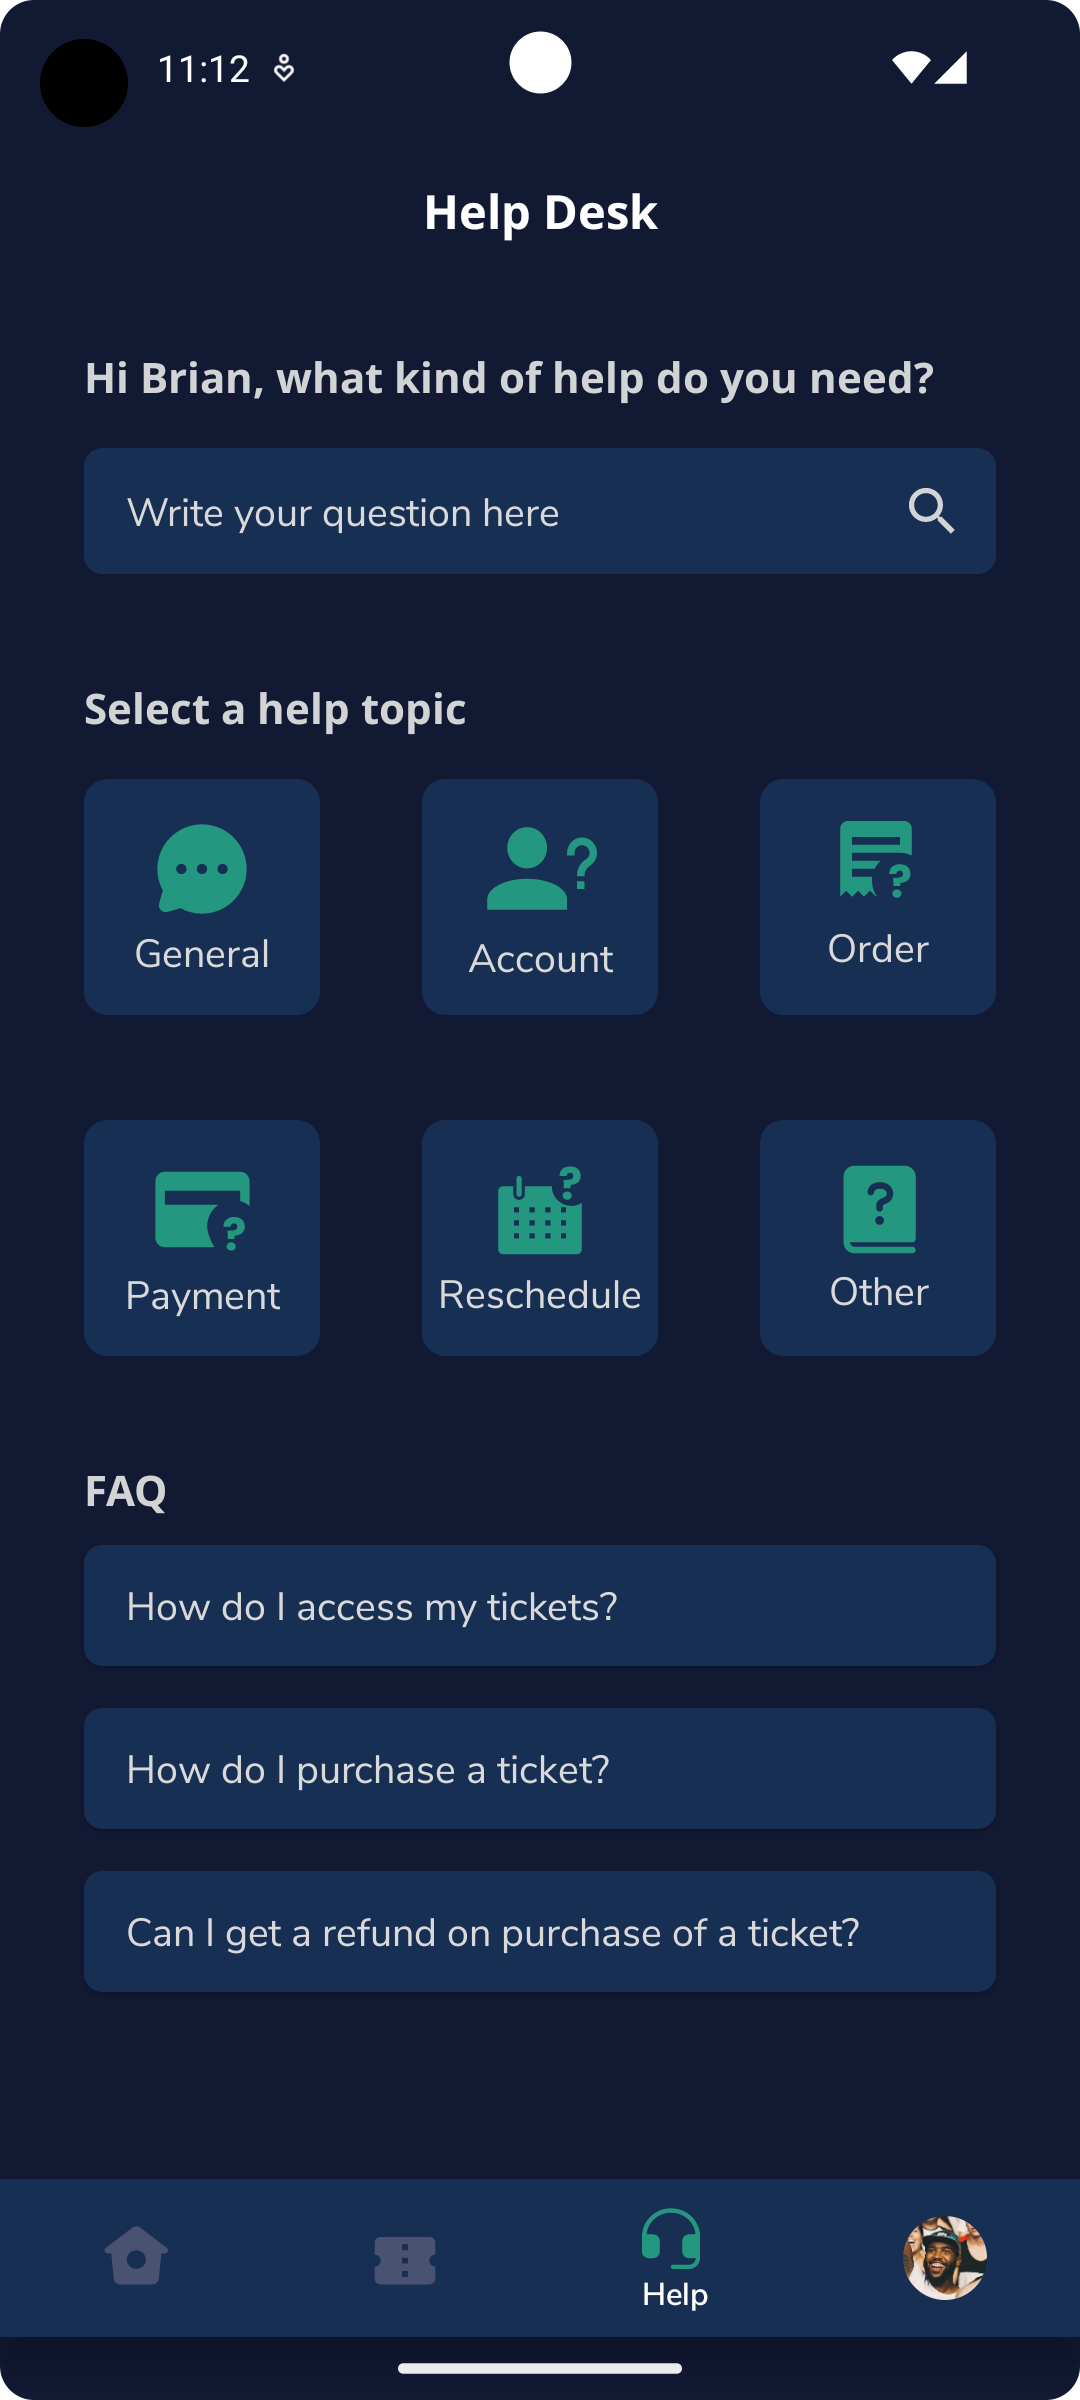 11:12
Help Desk
Hi Brian, what kind of help do you need?
Write your question here
Select a help topic
General
Account
Order
Payment
Reschedule
Other
FAQ
How do I access my tickets?
How do I purchase a ticket?
Can I get a refund on purchase of a ticket?
Help